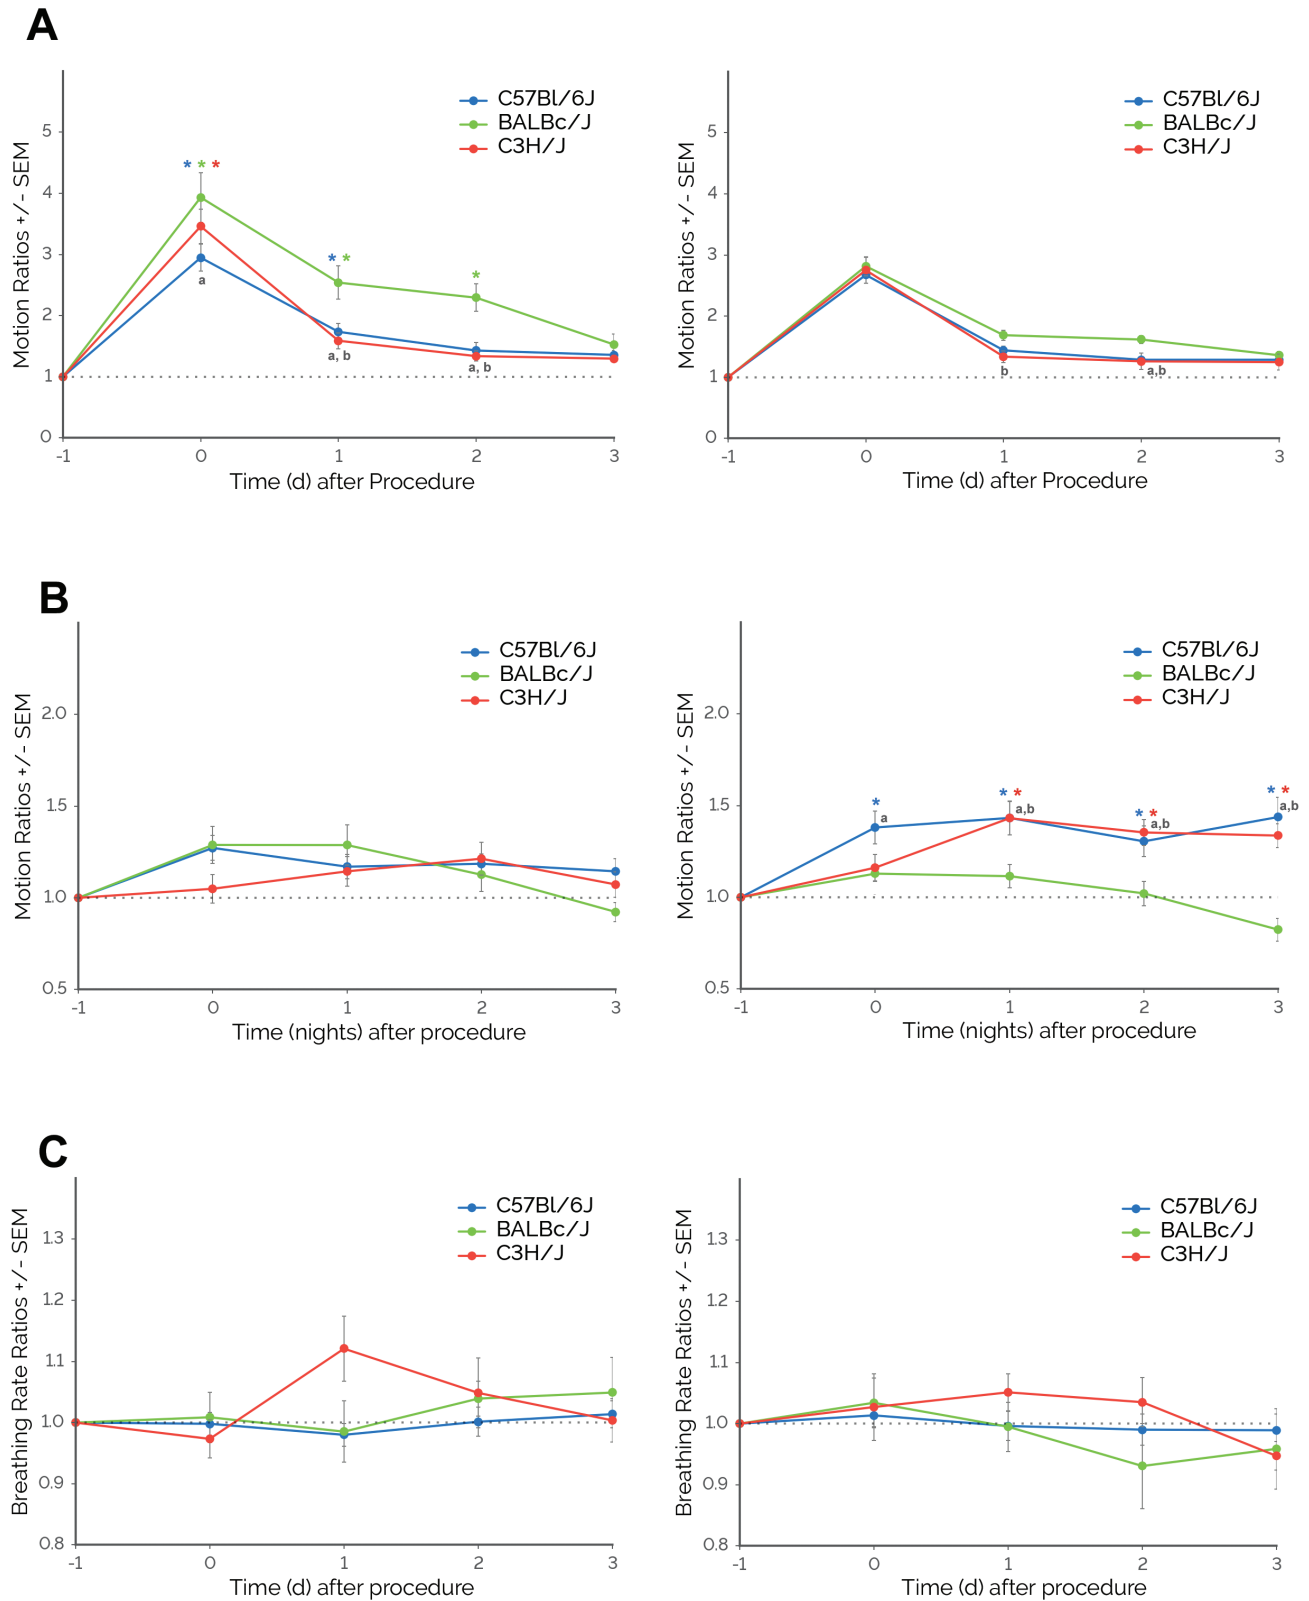 A
C57Bl/6J
BALBc/J
C3H/J
5
4
3
2
1
0
Motion Ratios +/- SEM
* * *
a
* *
a, b
*
a, b
-1 0 1 2 3
Time (d) after Procedure
C57Bl/6J
BALBc/J
C3H/J
5
4
3
2
1
0
Motion Ratios +/- SEM
b
a,b
-1 0 1 2 3
Time (d) after Procedure
B
C57Bl/6J
BALBc/J
C3H/J
2.0
1.5
1.0
0.5
Motion Ratios +/- SEM
-1 0 1 2 3
Time (nights) after procedure
C57Bl/6J
BALBc/J
C3H/J
2.0
1.5
1.0
0.5
Motion Ratios +/- SEM
*
a
* *
a,b
* *
a,b
* *
a,b
-1 0 1 2 3
Time (nights) after procedure
C
C57Bl/6J
BALBc/J
C3H/J
1.3
1.2
1.1
1.0
0.9
0.8
Breathing Rate Ratios +/- SEM
-1 0 1 2 3
Time (d) after procedure
C57Bl/6J
BALBc/J
C3H/J
1.3
1.2
1.1
1.0
0.9
0.8
Breathing Rate Ratios +/- SEM
-1 0 1 2 3
Time (d) after procedure